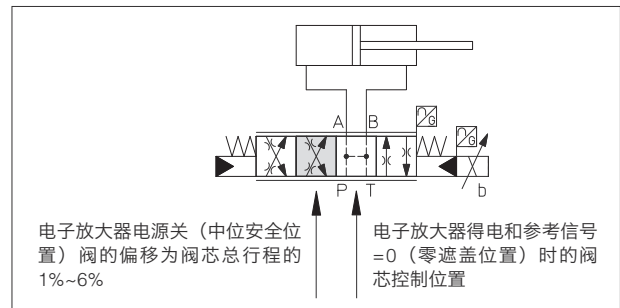 A B
G
G
P T
b
电子放大器电源关（中位安全位
置）阀的偏移为阀芯总行程的
1%~6%
电子放大器得电和参考信号
=0（零遮盖位置）时的阀
芯控制位置